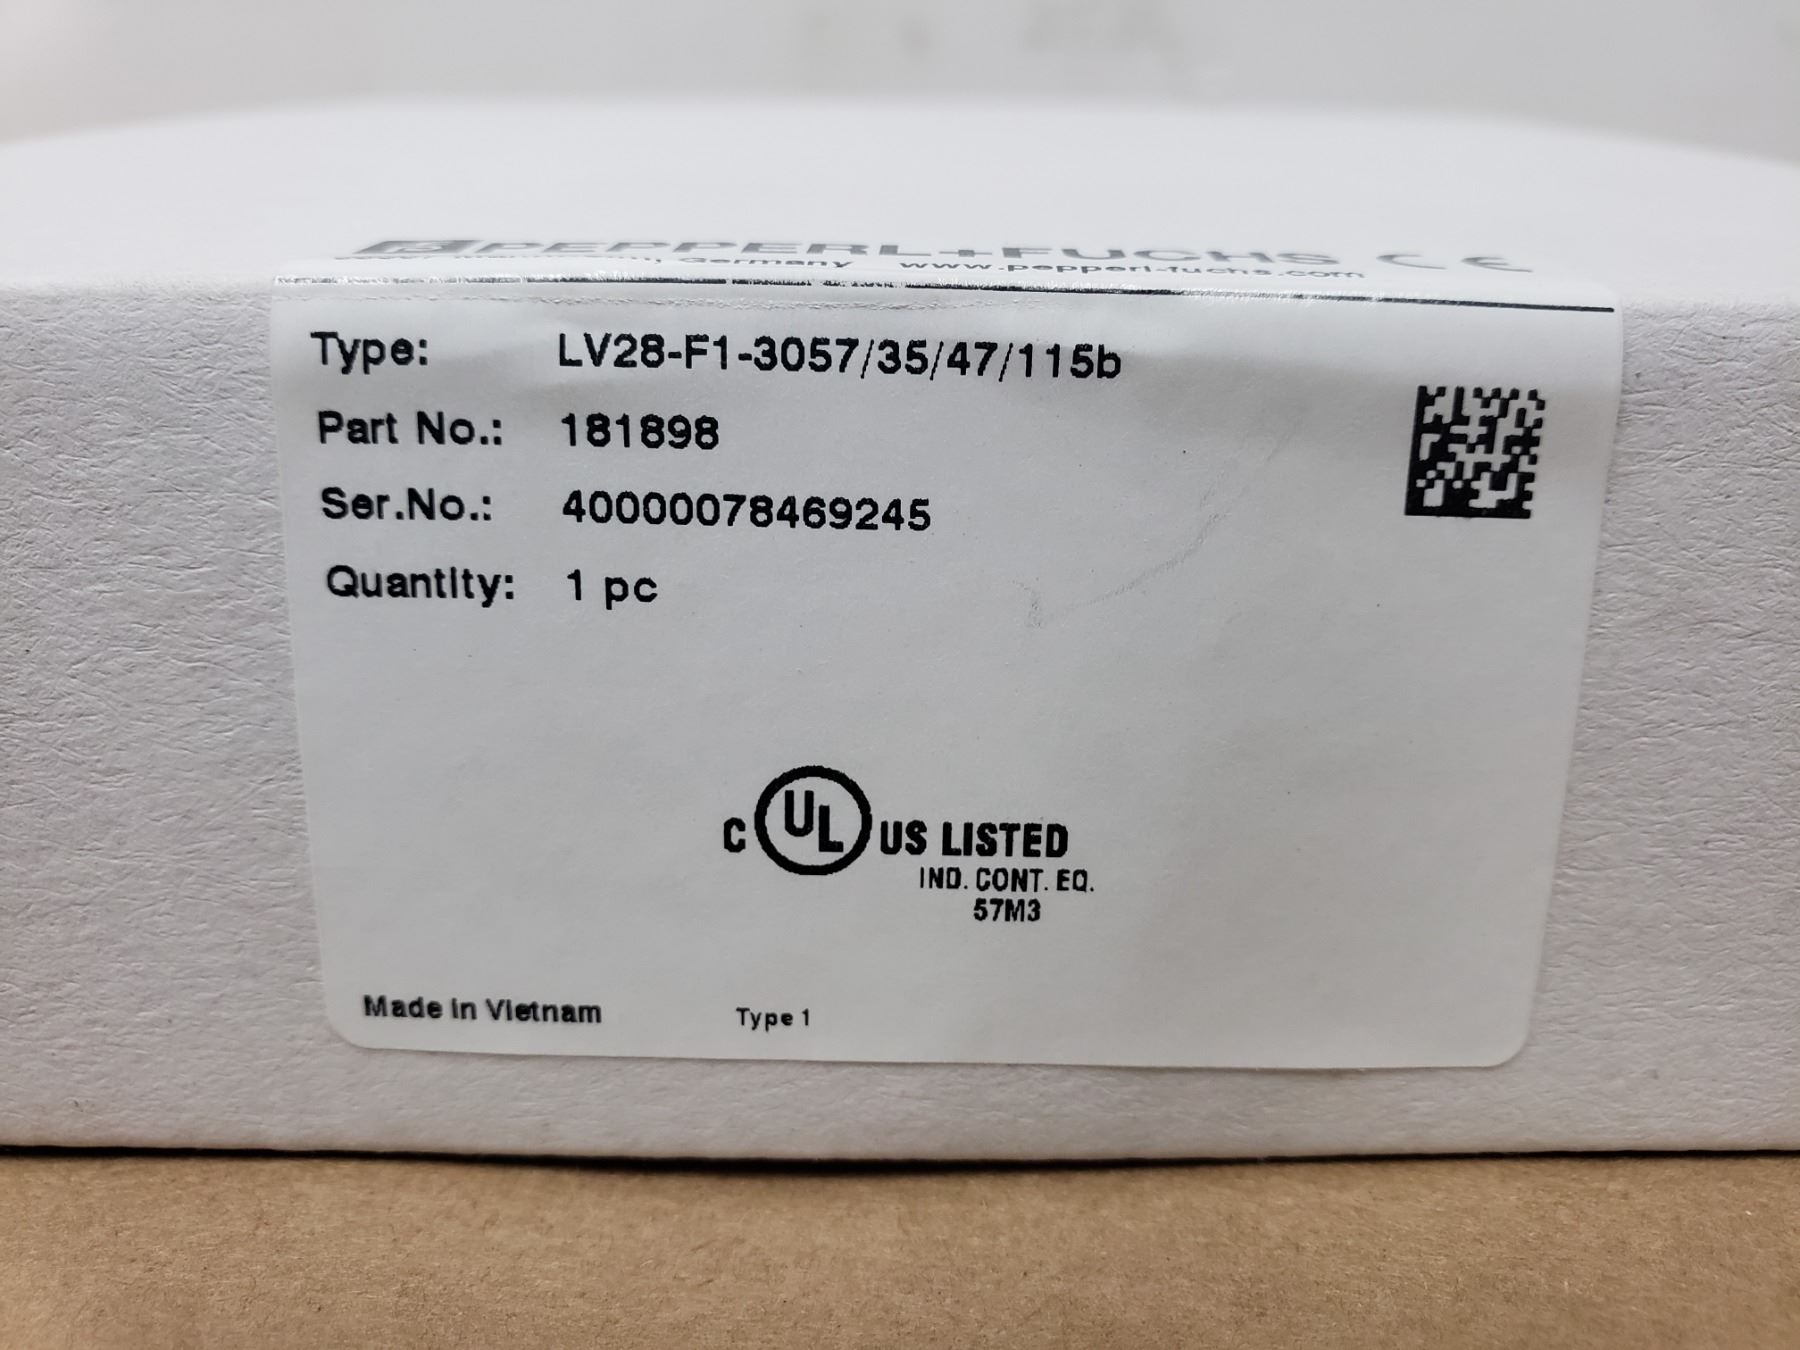 PEPPERL+FUCHS CE
Germany www.pepperl-fuchs.com
Type: LV28-F1-3057/35/47/115b
Part No.: 181898
Ser.No.: 40000078469245
Quantity: 1 pc
C UL US LISTED
IND. CONT. EQ.
57M3
Made in Vietnam Type 1